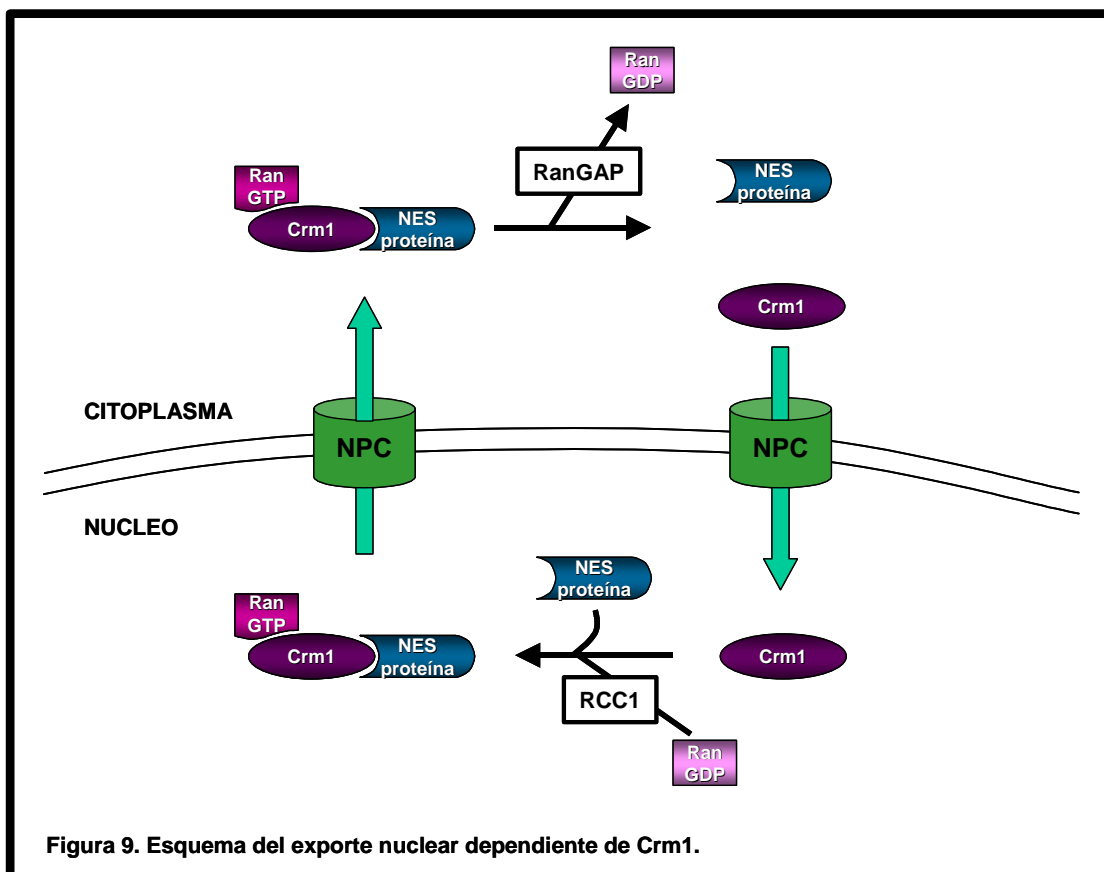 Ran
GDP
RanGAP
NES
proteína
Ran
GTP
Crm1
NES
proteína
Crm1
CITOPLASMA
NPC
NPC
NUCLEO
NES
proteína
Ran
GTP
Crm1
NES
proteína
Crm1
RCC1
Ran
GDP
Figura 9. Esquema del exporte nuclear dependiente de Crm1.